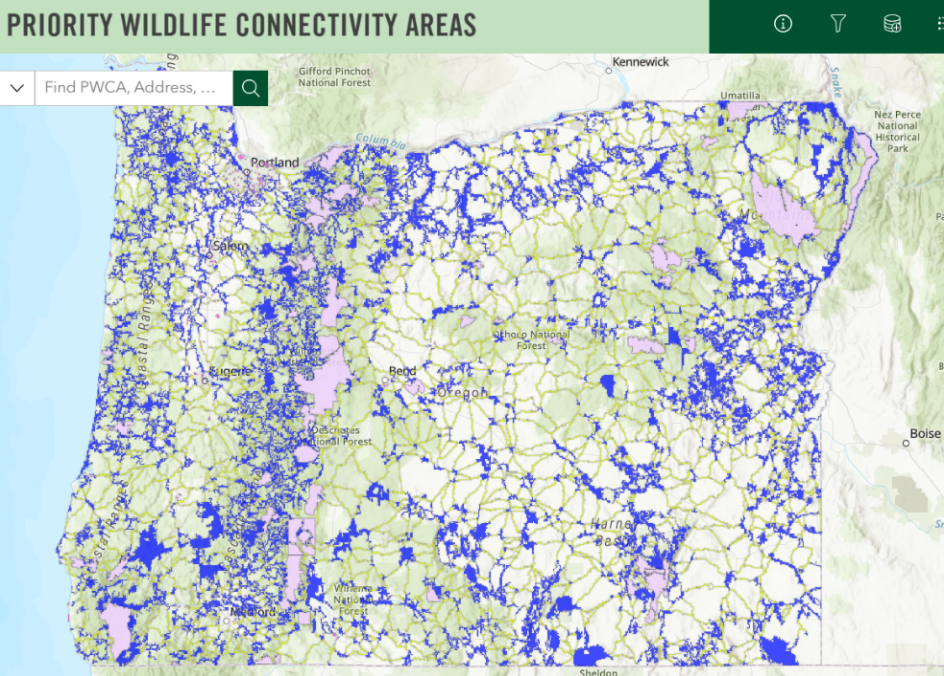 PRIORITY WILDLIFE CONNECTIVITY AREAS
Find PWCA, Address, ...
Gifford Pinchot
National Forest
Kennewick
Snake
Umatilla
Nez Perce
National
Historical
Park
Columbia
Portland
Salem
Eugene
Bend
Oregon
National
Forest
Deschutes
National Forest
Boise
Harney
Medford
Winema
Forest
Sheldon